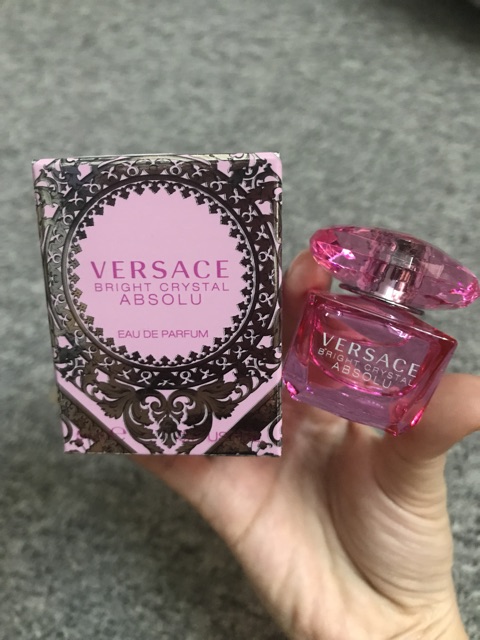 VERSACE
BRIGHT CRYSTAL
ABSOLU
EAU DE PARFUM
VERSACE
BRIGHT CRYSTAL
ABSOLU